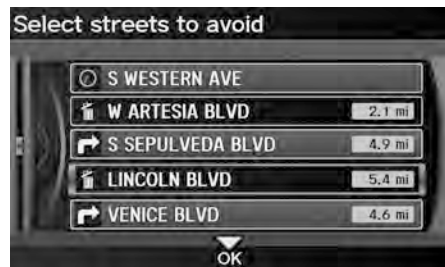 Select streets to avoid
S WESTERN AVE
W ARTESIA BLVD 2.1 mi
S SEPULVEDA BLVD 4.9 mi
LINCOLN BLVD 5.4 mi
VENICE BLVD 4.6 mi
OK